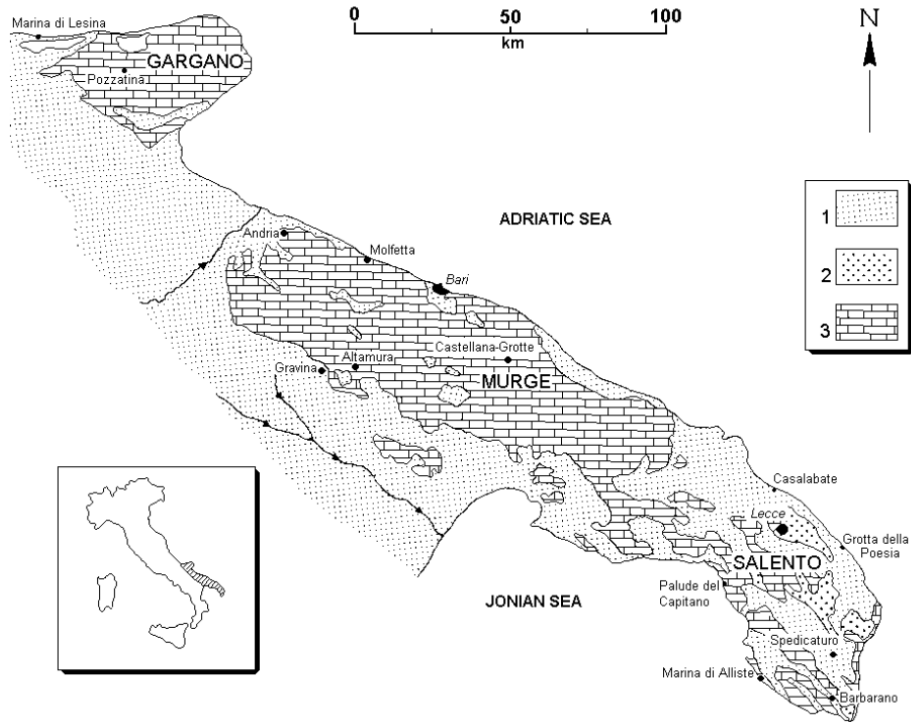 Marina di Lesina
GARGANO
Pozzatina
0 50 100
km
N
ADRIATIC SEA
Andria
Molfetta
Bari
1
2
3
Castellana-Grotte
Altamura
Gravina
MURGE
Casalabate
Lecce
Grotta della
Poesia
SALENTO
Palude del
Capitano
JONIAN SEA
Spedicaturo
Marina di Alliste
Barbarano